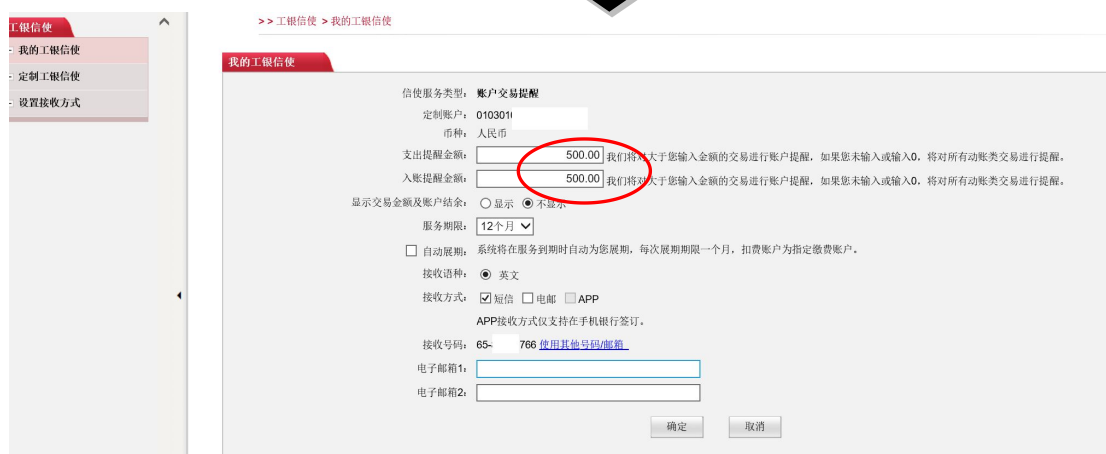 >> 工银信使 > 我的工银信使
工银信使
我的工银信使
定制工银信使
设置接收方式
我的工银信使
信使服务类型： 账户交易提醒
定制账户： 010301
币种： 人民币
支出提醒金额： 500.00 我们将对大于您输入金额的交易进行账户提醒，如果您未输入或输入0，将对所有动账类交易进行提醒。
入账提醒金额： 500.00 我们将对大于您输入金额的交易进行账户提醒，如果您未输入或输入0，将对所有动账类交易进行提醒。
显示交易金额及账户结余： 显示 不显示
服务期限： 12个月
自动展期： 系统将在服务到期时自动为您展期，每次展期期限一个月，扣费账户为指定缴费账户。
接收语种： 英文
接收方式： 短信 电邮 APP
APP接收方式仅支持在手机银行签订。
接收号码： 65- 766 使用其他号码/邮箱
电子邮箱1：
电子邮箱2：
确定 取消